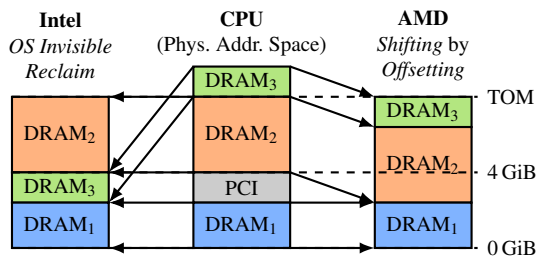 Intel
OS Invisible
Reclaim
CPU
(Phys. Addr. Space)
AMD
Shifting by
Offsetting
DRAM₂
DRAM₃
DRAM₁
DRAM₃
DRAM₂
PCI
DRAM₁
DRAM₃
DRAM₂
DRAM₁
TOM
4 GiB
0 GiB